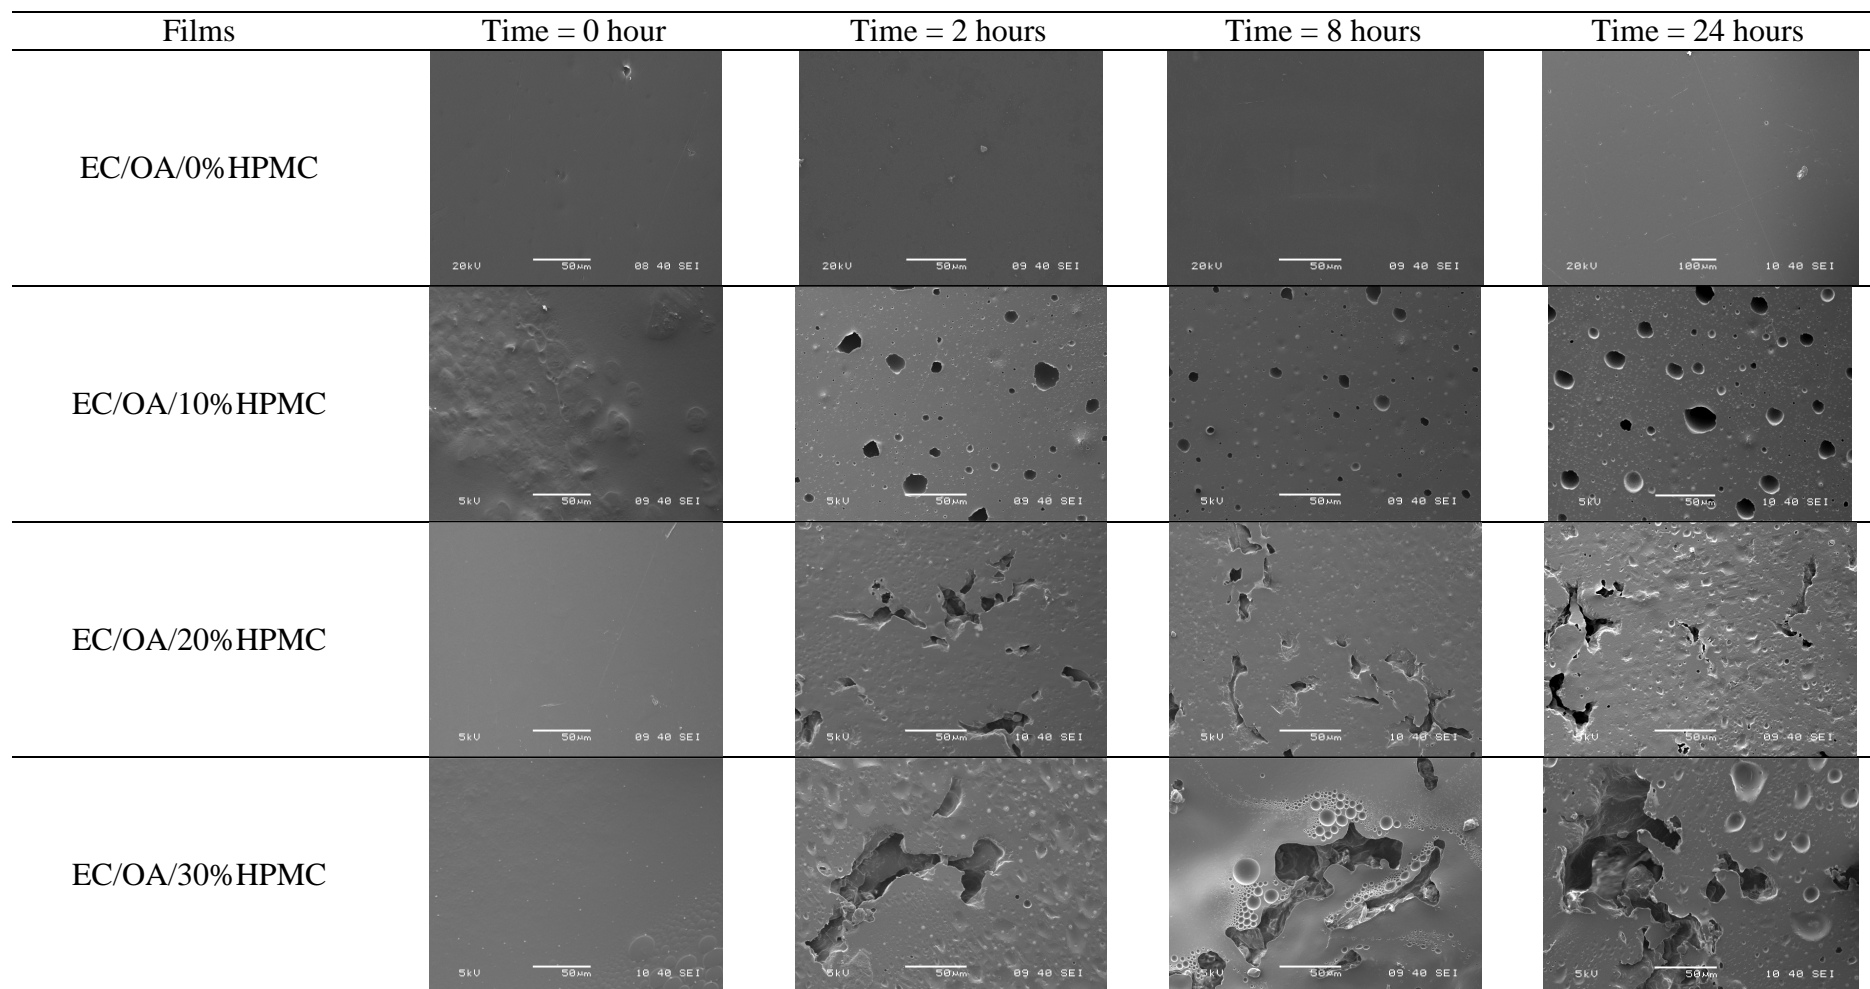 Films Time = 0 hour Time = 2 hours Time = 8 hours Time = 24 hours
EC/OA/0%HPMC
20kV 50µm 08 40 SEI
20kV 50µm 09 40 SEI
20kV 50µm 09 40 SEI
20kV 100µm 10 40 SEI
EC/OA/10%HPMC
5kV 50µm 09 40 SEI
5kV 50µm 09 40 SEI
5kV 50µm 09 40 SEI
5kV 50µm 10 40 SEI
EC/OA/20%HPMC
5kV 50µm 09 40 SEI
5kV 50µm 10 40 SEI
5kV 50µm 10 40 SEI
5kV 50µm 09 40 SEI
EC/OA/30%HPMC
5kV 50µm 10 40 SEI
5kV 50µm 09 40 SEI
5kV 50µm 09 40 SEI
5kV 50µm 10 40 SEI